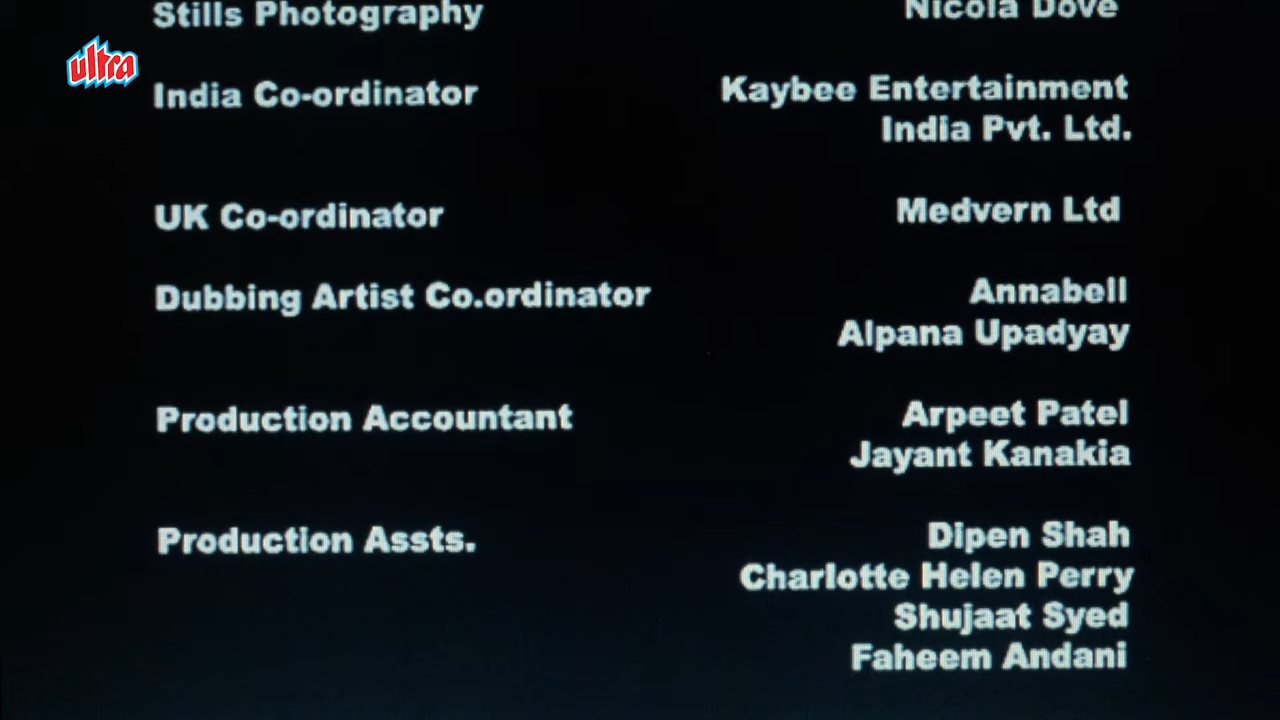 Stills Photography Nicola Dove
ultra
India Co-ordinator Kaybee Entertainment
India Pvt. Ltd.
UK Co-ordinator Medvern Ltd
Dubbing Artist Co.ordinator Annabell
Alpana Upadyay
Production Accountant Arpeet Patel
Jayant Kanakia
Production Assts. Dipen Shah
Charlotte Helen Perry
Shujaat Syed
Faheem Andani